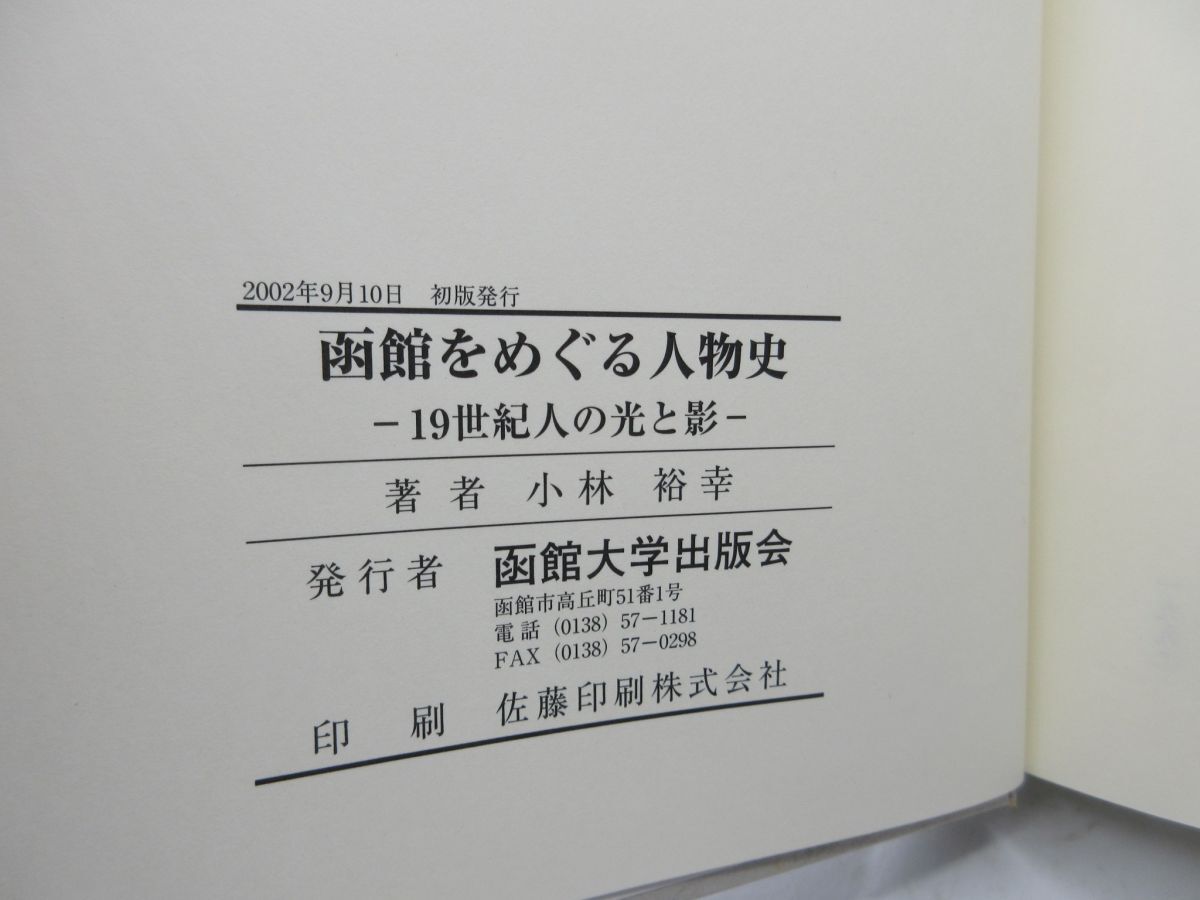 2002年9月10日　初版発行
函館をめぐる人物史
−19世紀人の光と影−
著者　小林　裕幸
発行者　函館大学出版会
函館市高丘町51番1号
電話（0138）57−1181
FAX（0138）57−0298
印刷　佐藤印刷株式会社